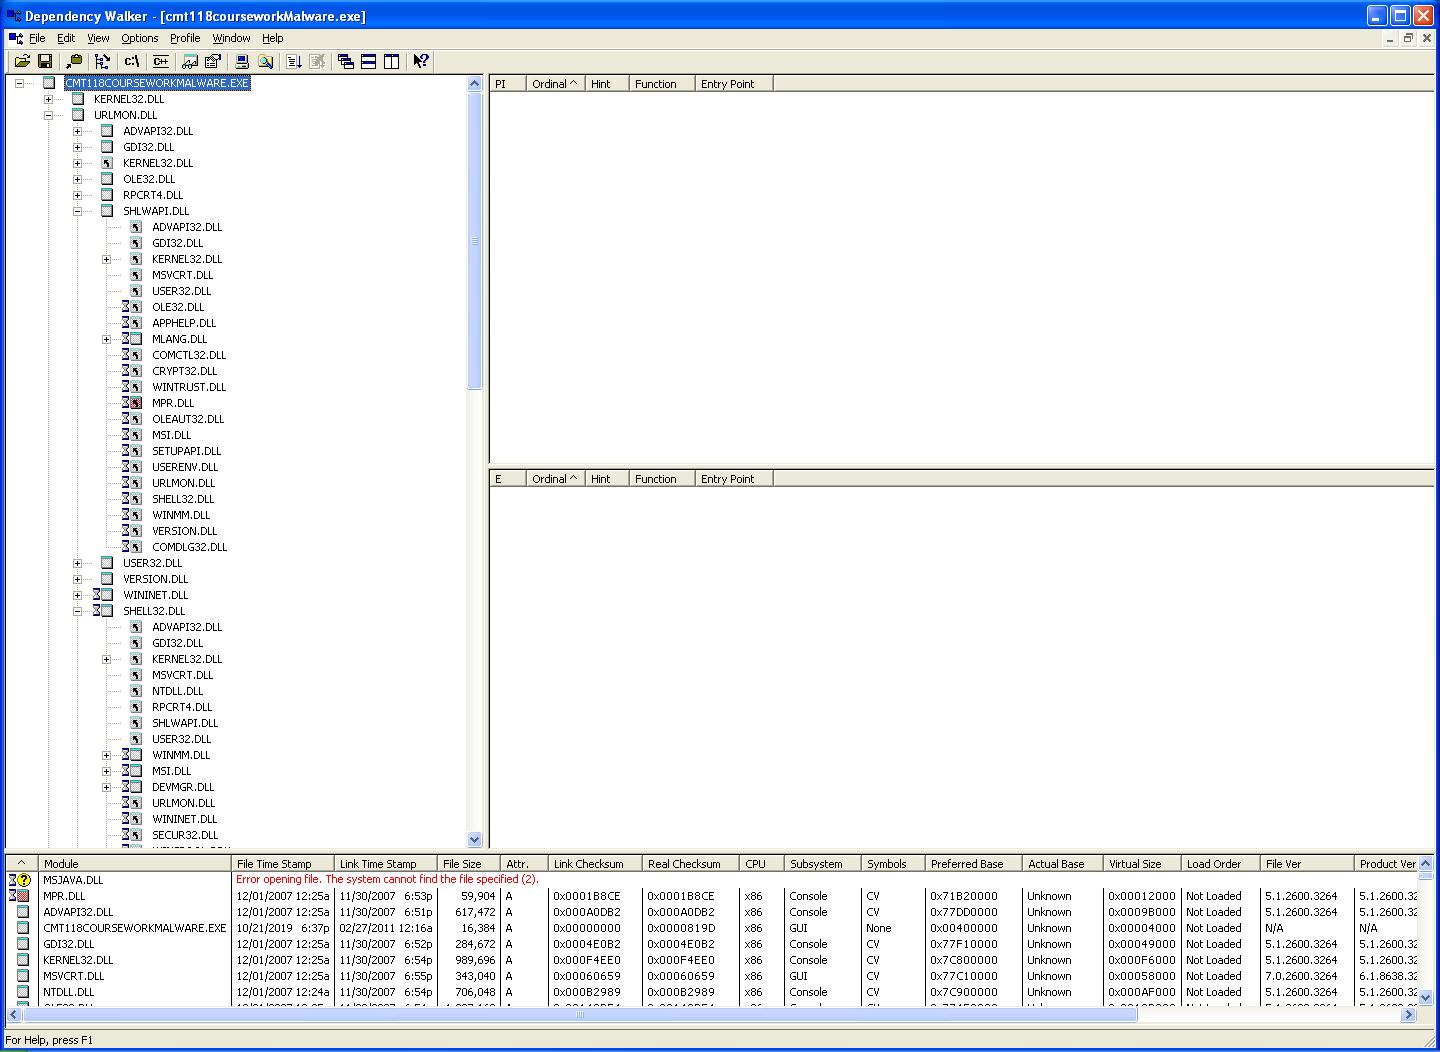 Dependency Walker - [cmt118courseworkMalware.exe]
File Edit View Options Profile Window Help
C:\ C++
CMT118COURSEWORKMALWARE.EXE
KERNEL32.DLL
URLMON.DLL
ADVAPI32.DLL
GDI32.DLL
KERNEL32.DLL
OLE32.DLL
RPCRT4.DLL
SHLWAPI.DLL
ADVAPI32.DLL
GDI32.DLL
KERNEL32.DLL
MSVCRT.DLL
USER32.DLL
OLE32.DLL
APPHELP.DLL
MLANG.DLL
COMCTL32.DLL
CRYPT32.DLL
WINTRUST.DLL
MPR.DLL
OLEAUT32.DLL
MSI.DLL
SETUPAPI.DLL
USERENV.DLL
URLMON.DLL
SHELL32.DLL
WINMM.DLL
VERSION.DLL
COMDLG32.DLL
USER32.DLL
VERSION.DLL
WININET.DLL
SHELL32.DLL
ADVAPI32.DLL
GDI32.DLL
KERNEL32.DLL
MSVCRT.DLL
NTDLL.DLL
RPCRT4.DLL
SHLWAPI.DLL
USER32.DLL
WINMM.DLL
MSI.DLL
DEVMGR.DLL
URLMON.DLL
WININET.DLL
SECUR32.DLL
PI Ordinal ^ Hint Function Entry Point
E Ordinal ^ Hint Function Entry Point
^ Module File Time Stamp Link Time Stamp File Size Attr. Link Checksum Real Checksum CPU Subsystem Symbols Preferred Base Actual Base Virtual Size Load Order File Ver Product Ver
MSJAVA.DLL Error opening file. The system cannot find the file specified (2).
MPR.DLL 12/01/2007 12:25a 11/30/2007 6:53p 59,904 A 0x0001B8CE 0x0001B8CE x86 Console CV 0x71B20000 Unknown 0x00012000 Not Loaded 5.1.2600.3264 5.1.2600.32
ADVAPI32.DLL 12/01/2007 12:25a 11/30/2007 6:51p 617,472 A 0x000A0DB2 0x000A0DB2 x86 Console CV 0x77DD0000 Unknown 0x0009B000 Not Loaded 5.1.2600.3264 5.1.2600.32
CMT118COURSEWORKMALWARE.EXE 10/21/2019 6:37p 02/27/2011 12:16a 16,384 A 0x00000000 0x0000819D x86 GUI None 0x00400000 Unknown 0x00004000 Not Loaded N/A N/A
GDI32.DLL 12/01/2007 12:25a 11/30/2007 6:52p 284,672 A 0x0004E0B2 0x0004E0B2 x86 Console CV 0x77F10000 Unknown 0x00049000 Not Loaded 5.1.2600.3264 5.1.2600.32
KERNEL32.DLL 12/01/2007 12:25a 11/30/2007 6:54p 989,696 A 0x000F4EE0 0x000F4EE0 x86 Console CV 0x7C800000 Unknown 0x000F6000 Not Loaded 5.1.2600.3264 5.1.2600.32
MSVCRT.DLL 12/01/2007 12:25a 11/30/2007 6:55p 343,040 A 0x00060659 0x00060659 x86 GUI CV 0x77C10000 Unknown 0x00058000 Not Loaded 7.0.2600.3264 6.1.8638.32
NTDLL.DLL 12/01/2007 12:24a 11/30/2007 6:54p 706,048 A 0x000B2989 0x000B2989 x86 Console CV 0x7C900000 Unknown 0x000AF000 Not Loaded 5.1.2600.3264 5.1.2600.32
For Help, press F1